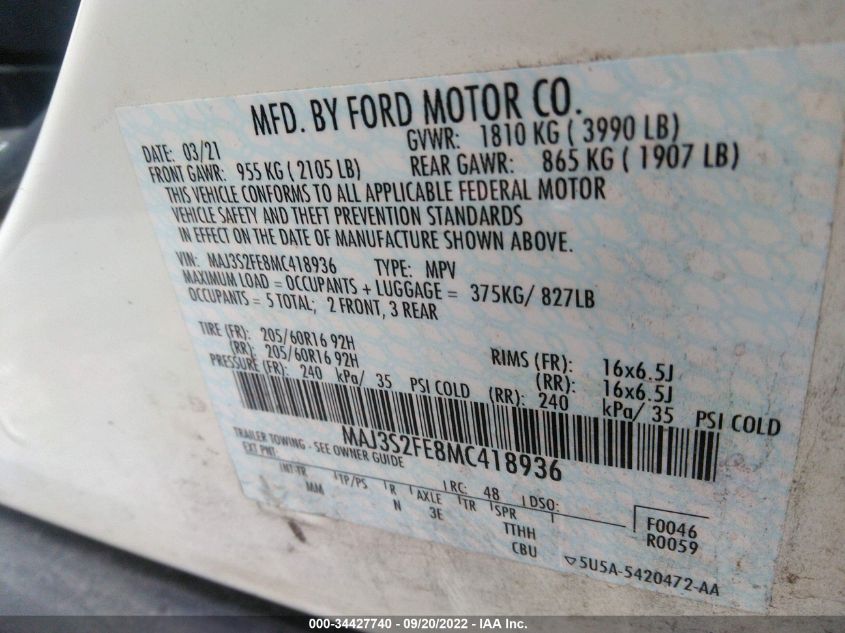 MFD. BY FORD MOTOR CO.
DATE: 03/21 GVWR: 1810 KG ( 3990 LB)
FRONT GAWR: 955 KG ( 2105 LB) REAR GAWR: 865 KG ( 1907 LB)
THIS VEHICLE CONFORMS TO ALL APPLICABLE FEDERAL MOTOR
VEHICLE SAFETY AND THEFT PREVENTION STANDARDS
IN EFFECT ON THE DATE OF MANUFACTURE SHOWN ABOVE.
VIN: MAJ3S2FE8MC418936 TYPE: MPV
MAXIMUM LOAD = OCCUPANTS + LUGGAGE = 375KG/ 827LB
OCCUPANTS = 5 TOTAL; 2 FRONT, 3 REAR
TIRE (FR): 205/60R16 92H RIMS (FR): 16x6.5J
(RR): 205/60R16 92H (RR): 16x6.5J
PRESSURE (FR): 240 kPa/ 35 PSI COLD (RR): 240 kPa/ 35 PSI COLD
MAJ3S2FE8MC418936
TRAILER TOWING - SEE OWNER GUIDE
EXT PNT: RC: 48 DSO: F0046
INT TR TP/PS R AXLE TR SPR R0059
MM N 3E TTHH
CBU
5U5A-5420472-AA
000-34427740 - 09/20/2022 - IAA Inc.